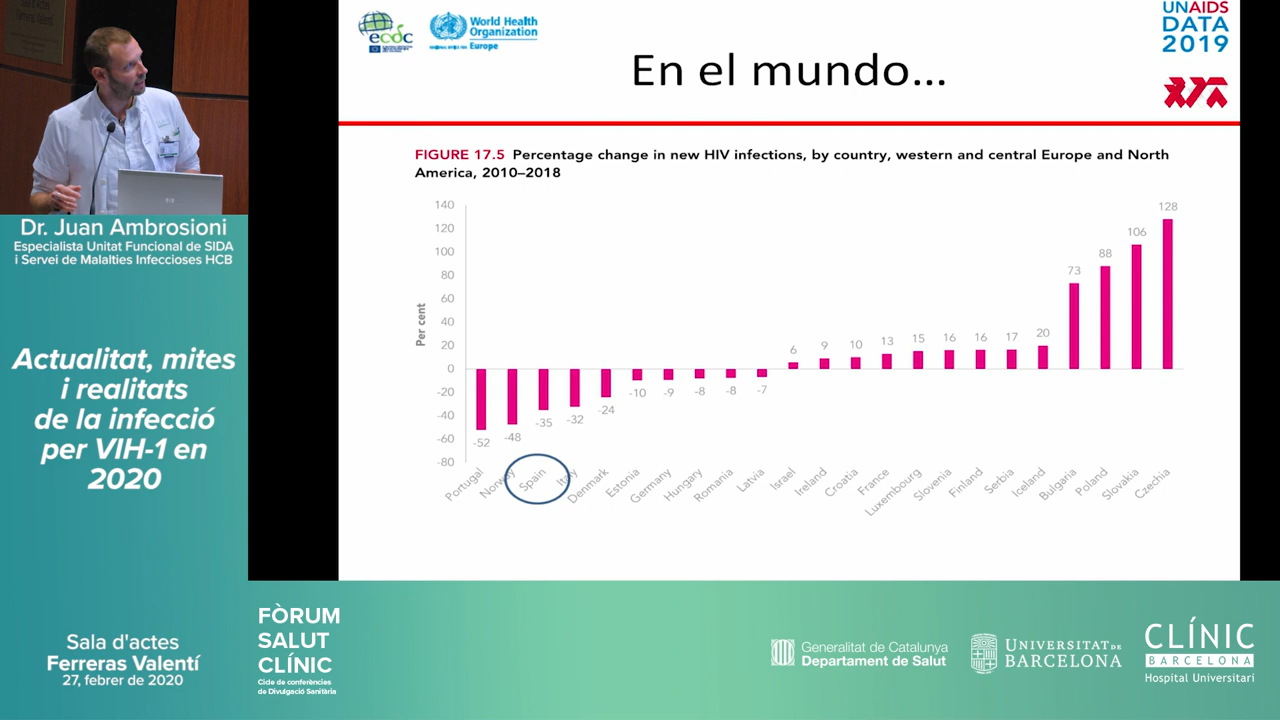 Dr. Juan Ambrosioni
Especialista Unitat Funcional de SIDA
i Servei de Malalties Infeccioses HCB
Actualitat, mites
i realitats
de la infecció
per VIH-1 en
2020
Sala d'actes
Ferreras Valentí
27, febrer de 2020
ecdc
World Health
Organization
Europe
En el mundo...
UNAIDS
DATA
2019
FIGURE 17.5 Percentage change in new HIV infections, by country, western and central Europe and North
America, 2010–2018
Per cent
140
120
100
80
60
40
20
0
-20
-40
-60
-80
-52
-48
-35
-32
-24
-10
-9
-8
-8
-7
6
9
10
13
15
16
16
17
20
73
88
106
128
Portugal
Norway
Spain
Italy
Denmark
Estonia
Germany
Hungary
Romania
Latvia
Israel
Ireland
Croatia
France
Luxembourg
Slovenia
Finland
Serbia
Iceland
Bulgaria
Poland
Slovakia
Czechia
FÒRUM
SALUT
CLÍNIC
Cicle de conferències
de Divulgació Sanitària
Generalitat de Catalunya
Departament de Salut
UNIVERSITAT DE
BARCELONA
CLÍNIC
BARCELONA
Hospital Universitari